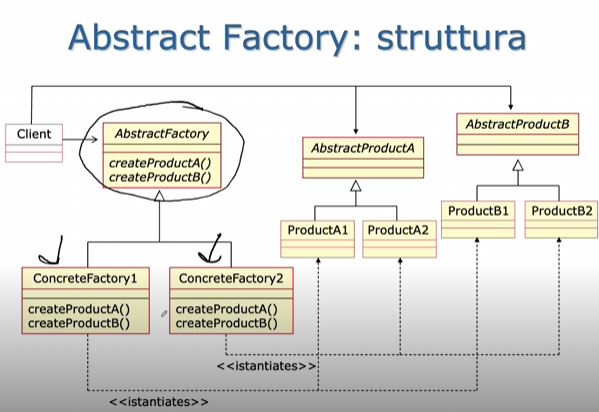 Abstract Factory: struttura
Client
AbstractFactory
createProductA()
createProductB()
AbstractProductA
AbstractProductB
ProductA1
ProductA2
ProductB1
ProductB2
ConcreteFactory1
createProductA()
createProductB()
ConcreteFactory2
createProductA()
createProductB()
<<istantiates>>
<<istantiates>>